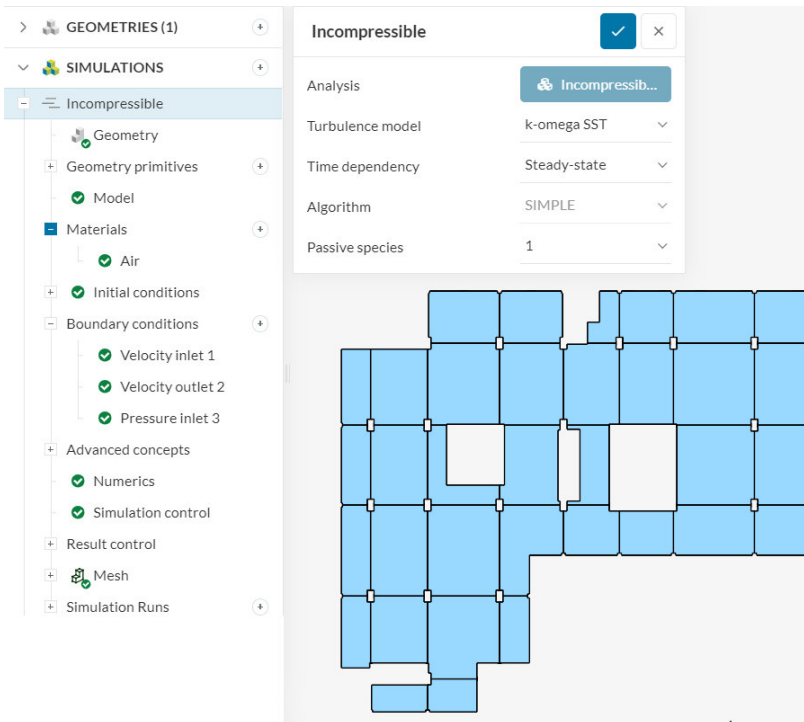 GEOMETRIES (1)
SIMULATIONS
Incompressible
Geometry
Geometry primitives
Model
Materials
Air
Initial conditions
Boundary conditions
Velocity inlet 1
Velocity outlet 2
Pressure inlet 3
Advanced concepts
Numerics
Simulation control
Result control
Mesh
Simulation Runs
Incompressible
Analysis Incompressib...
Turbulence model k-omega SST
Time dependency Steady-state
Algorithm SIMPLE
Passive species 1